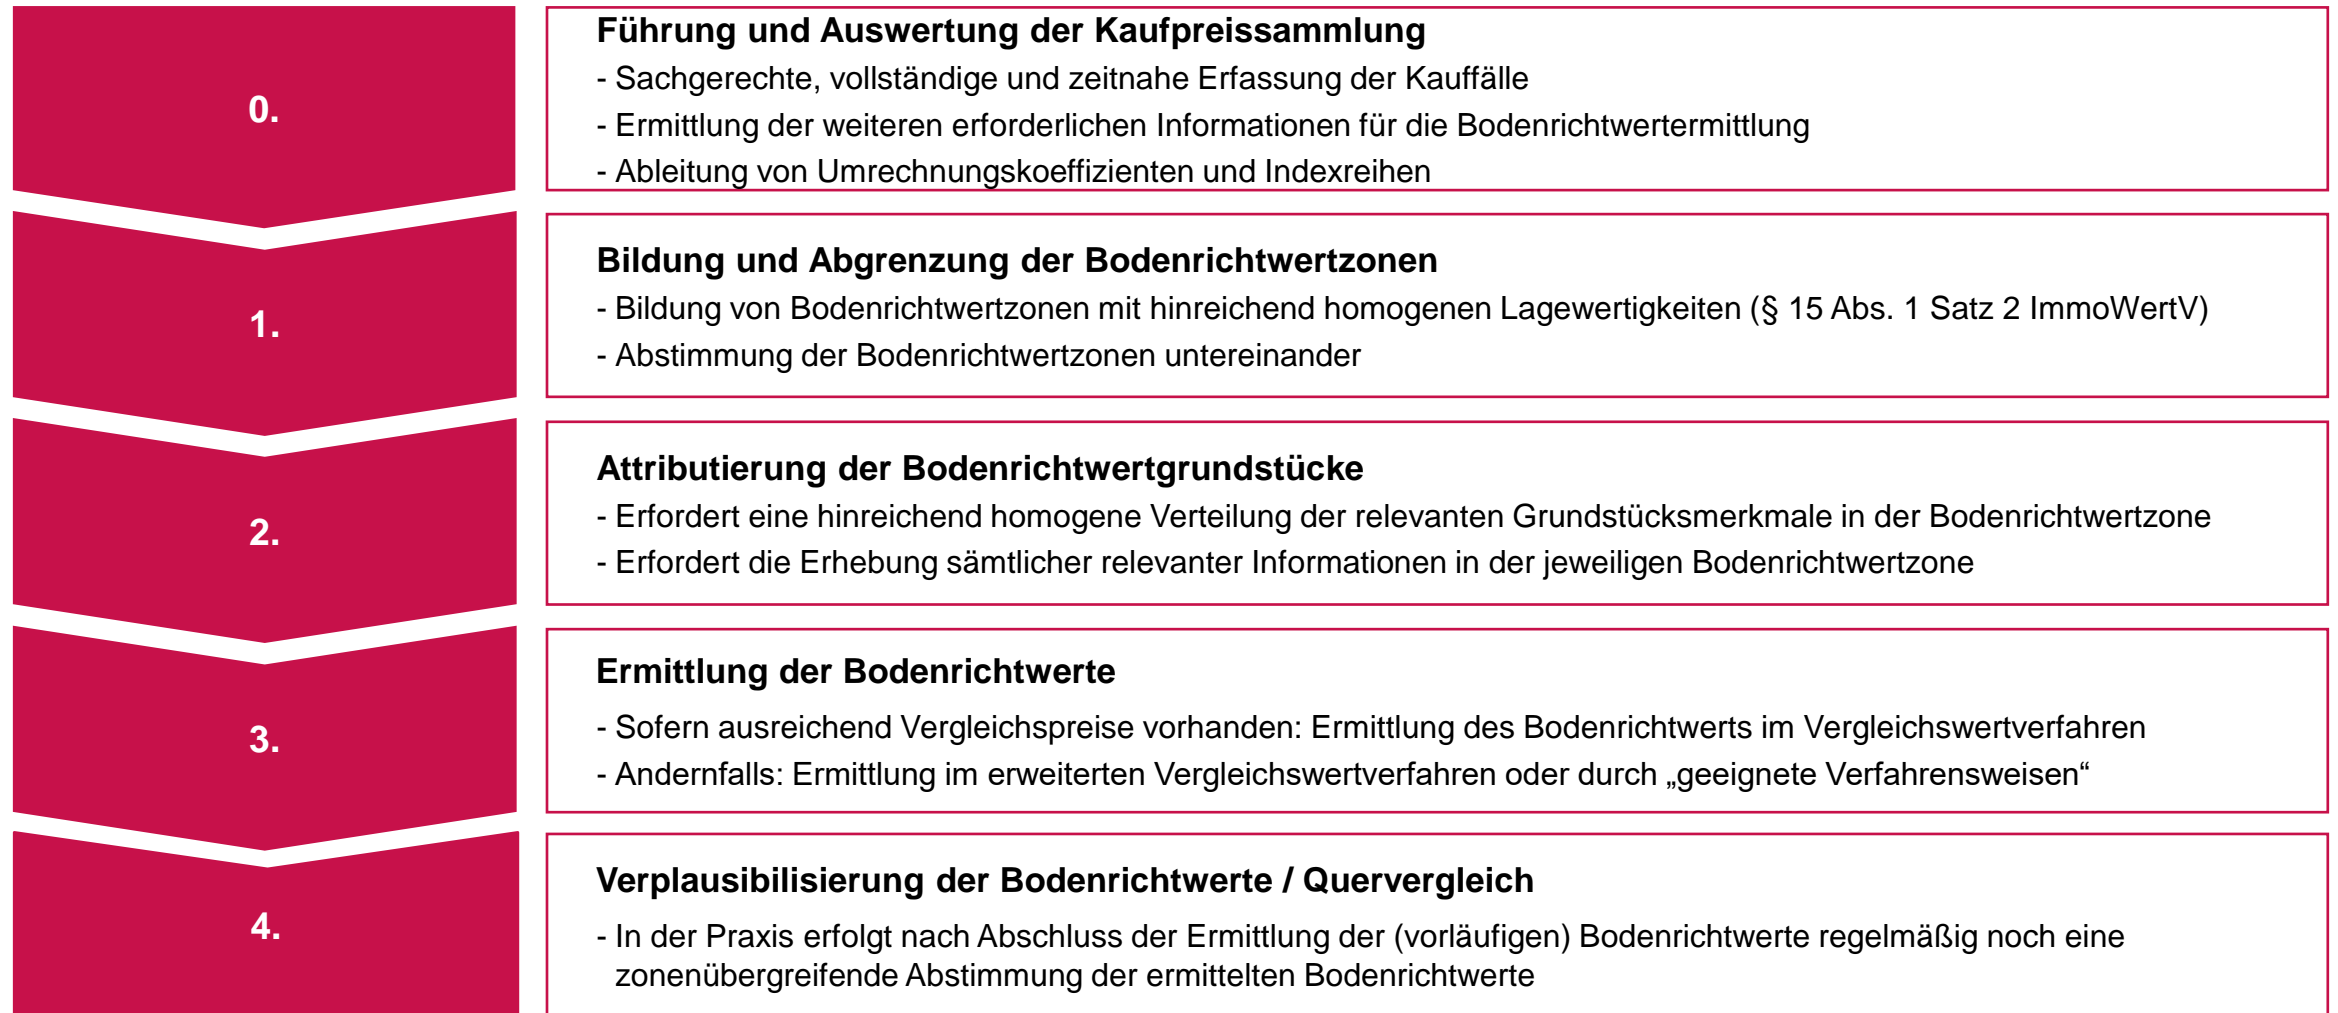 0.
Führung und Auswertung der Kaufpreissammlung
- Sachgerechte, vollständige und zeitnahe Erfassung der Kauffälle
- Ermittlung der weiteren erforderlichen Informationen für die Bodenrichtwertermittlung
- Ableitung von Umrechnungskoeffizienten und Indexreihen
1.
Bildung und Abgrenzung der Bodenrichtwertzonen
- Bildung von Bodenrichtwertzonen mit hinreichend homogenen Lagewertigkeiten (§ 15 Abs. 1 Satz 2 ImmoWertV)
- Abstimmung der Bodenrichtwertzonen untereinander
2.
Attributierung der Bodenrichtwertgrundstücke
- Erfordert eine hinreichend homogene Verteilung der relevanten Grundstücksmerkmale in der Bodenrichtwertzone
- Erfordert die Erhebung sämtlicher relevanter Informationen in der jeweiligen Bodenrichtwertzone
3.
Ermittlung der Bodenrichtwerte
- Sofern ausreichend Vergleichspreise vorhanden: Ermittlung des Bodenrichtwerts im Vergleichswertverfahren
- Andernfalls: Ermittlung im erweiterten Vergleichswertverfahren oder durch „geeignete Verfahrensweisen“
4.
Verplausibilisierung der Bodenrichtwerte / Quervergleich
- In der Praxis erfolgt nach Abschluss der Ermittlung der (vorläufigen) Bodenrichtwerte regelmäßig noch eine
zonenübergreifende Abstimmung der ermittelten Bodenrichtwerte